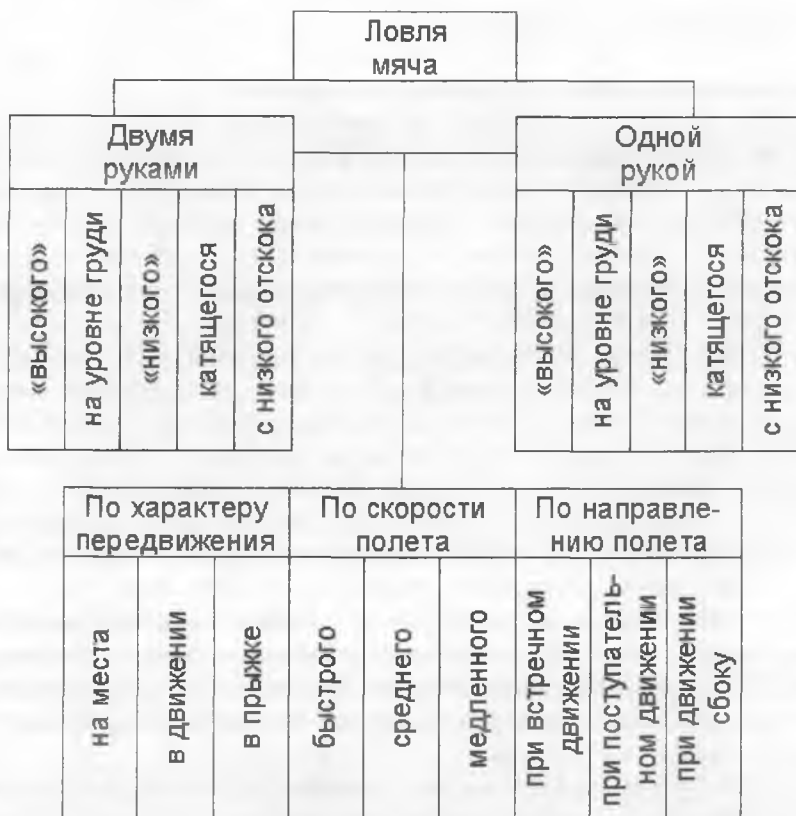 Ловля
мяча
Двумя
руками
Одной
рукой
«высокого»
на уровне груди
«низкого»
катящегося
с низкого отскока
«высокого»
на уровне груди
«низкого»
катящегося
с низкого отскока
По характеру
передвижения
По скорости
полета
По направле-
нию полета
на места
в движении
в прыжке
быстрого
среднего
медленного
при встречном
движении
при поступатель-
ном движении
при движении
сбоку